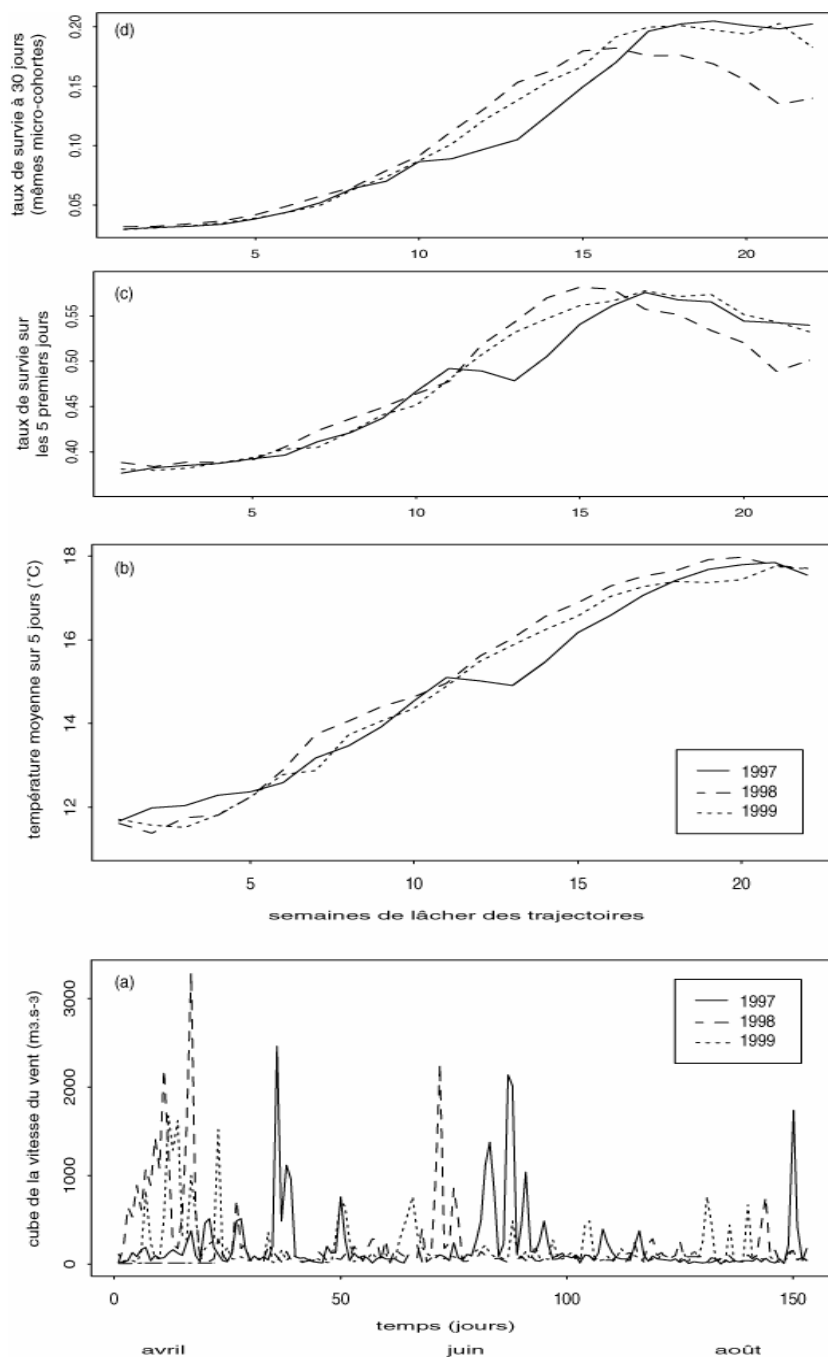 (d)
taux de survie à 30 jours
(mêmes micro-cohortes)
0.20
0.15
0.10
0.05
5
10
15
20
(c)
taux de survie sur
les 5 premiers jours
0.55
0.50
0.45
0.40
5
10
15
20
(b)
température moyenne sur 5 jours (°C)
18
16
14
12
1997
1998
1999
5
10
15
20
semaines de lâcher des trajectoires
(a)
cube de la vitesse du vent (m3.s-3)
3000
2000
1000
0
1997
1998
1999
0
50
100
150
temps (jours)
avril
juin
août